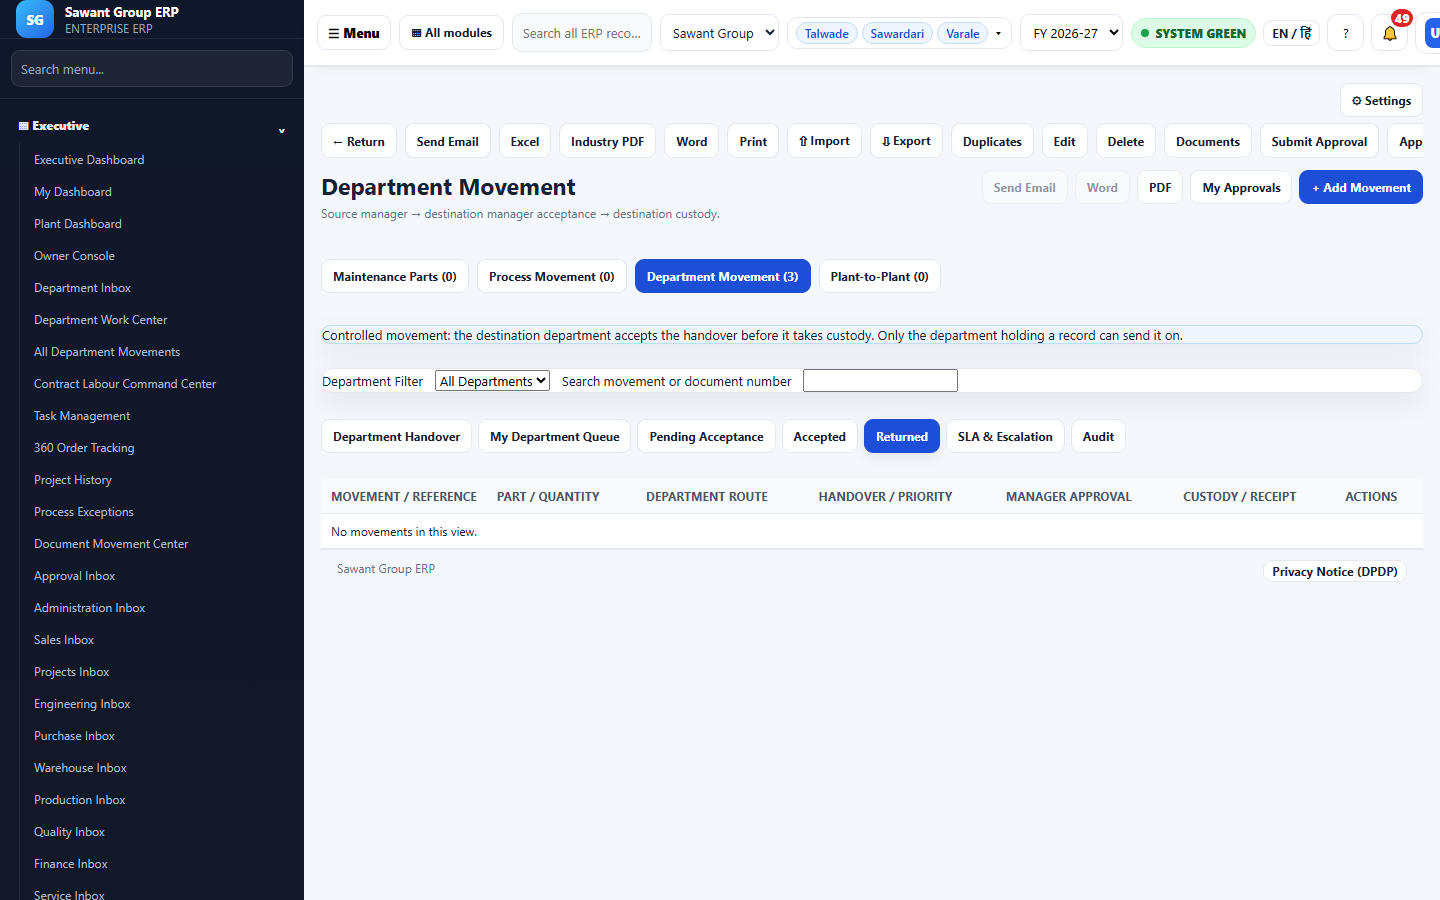 SG
Sawant Group ERP
ENTERPRISE ERP
Search menu...
Executive
Executive Dashboard
My Dashboard
Plant Dashboard
Owner Console
Department Inbox
Department Work Center
All Department Movements
Contract Labour Command Center
Task Management
360 Order Tracking
Project History
Process Exceptions
Document Movement Center
Approval Inbox
Administration Inbox
Sales Inbox
Projects Inbox
Engineering Inbox
Purchase Inbox
Warehouse Inbox
Production Inbox
Quality Inbox
Finance Inbox
Service Inbox
☰ Menu
All modules
Search all ERP reco...
Sawant Group
Talwade Sawardari Varale
FY 2026-27
SYSTEM GREEN
EN / हिं
?
49
U
⚙ Settings
← Return
Send Email
Excel
Industry PDF
Word
Print
⇧ Import
⇩ Export
Duplicates
Edit
Delete
Documents
Submit Approval
App
Department Movement
Send Email
Word
PDF
My Approvals
+ Add Movement
Source manager → destination manager acceptance → destination custody.
Maintenance Parts (0)
Process Movement (0)
Department Movement (3)
Plant-to-Plant (0)
Controlled movement: the destination department accepts the handover before it takes custody. Only the department holding a record can send it on.
Department Filter All Departments Search movement or document number
Department Handover
My Department Queue
Pending Acceptance
Accepted
Returned
SLA & Escalation
Audit
MOVEMENT / REFERENCE PART / QUANTITY DEPARTMENT ROUTE HANDOVER / PRIORITY MANAGER APPROVAL CUSTODY / RECEIPT ACTIONS
No movements in this view.
Sawant Group ERP
Privacy Notice (DPDP)